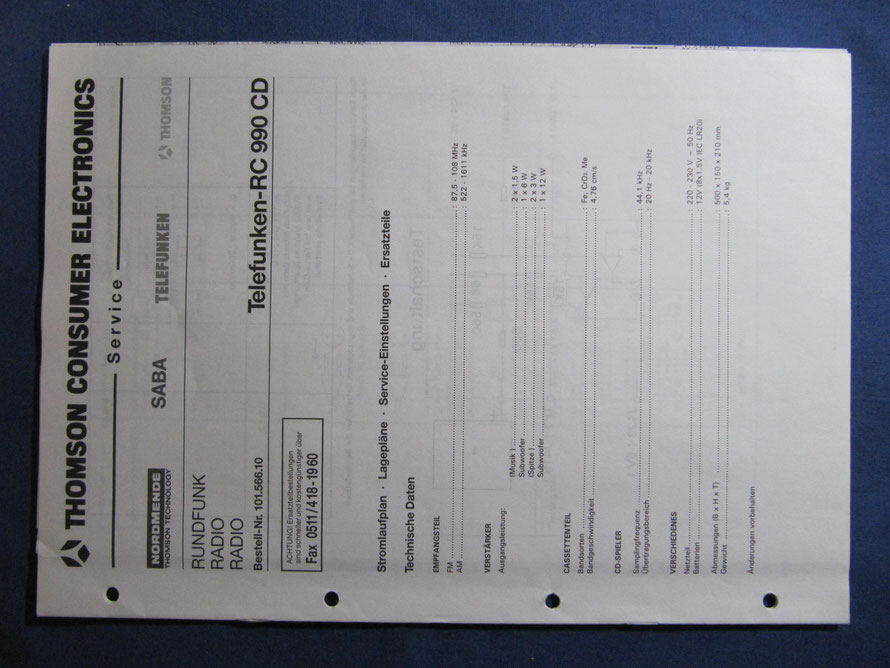 THOMSON CONSUMER ELECTRONICS
Service
NORDMENDE
THOMSON TECHNOLOGY
SABA
TELEFUNKEN
THOMSON
RUNDFUNK
RADIO
RADIO
Bestell-Nr. 101.566.10
Telefunken-RC 990 CD
ACHTUNG! Ersatzteilbestellungen
sind schneller und kostengünstiger über
Fax 0511/418-1960
Stromlaufplan · Lagepläne · Service-Einstellungen · Ersatzteile
Technische Daten
EMPFANGSTEIL
FM : 87,5 - 108 MHz
AM : 522 - 1611 kHz
VERSTÄRKER
Ausgangsleistung:
(Musik) : 2 x 1,5 W
Subwoofer : 1 x 6 W
(Spitze) : 2 x 3 W
Subwoofer : 1 x 12 W
CASSETTENTEIL
Bandsorten : Fe, CrO₂, Me
Bandgeschwindigkeit : 4,76 cm/s
CD-SPIELER
Samplingfrequenz : 44,1 kHz
Übertragungsbereich : 20 Hz - 20 kHz
VERSCHIEDENES
Netzteil : 220 - 230 V ~ 50 Hz
Batterien : 12V (8x1.5V IEC LR20)
Abmessungen (B x H x T) : 500 x 150 x 210 mm
Gewicht : 5,4 kg
Änderungen vorbehalten